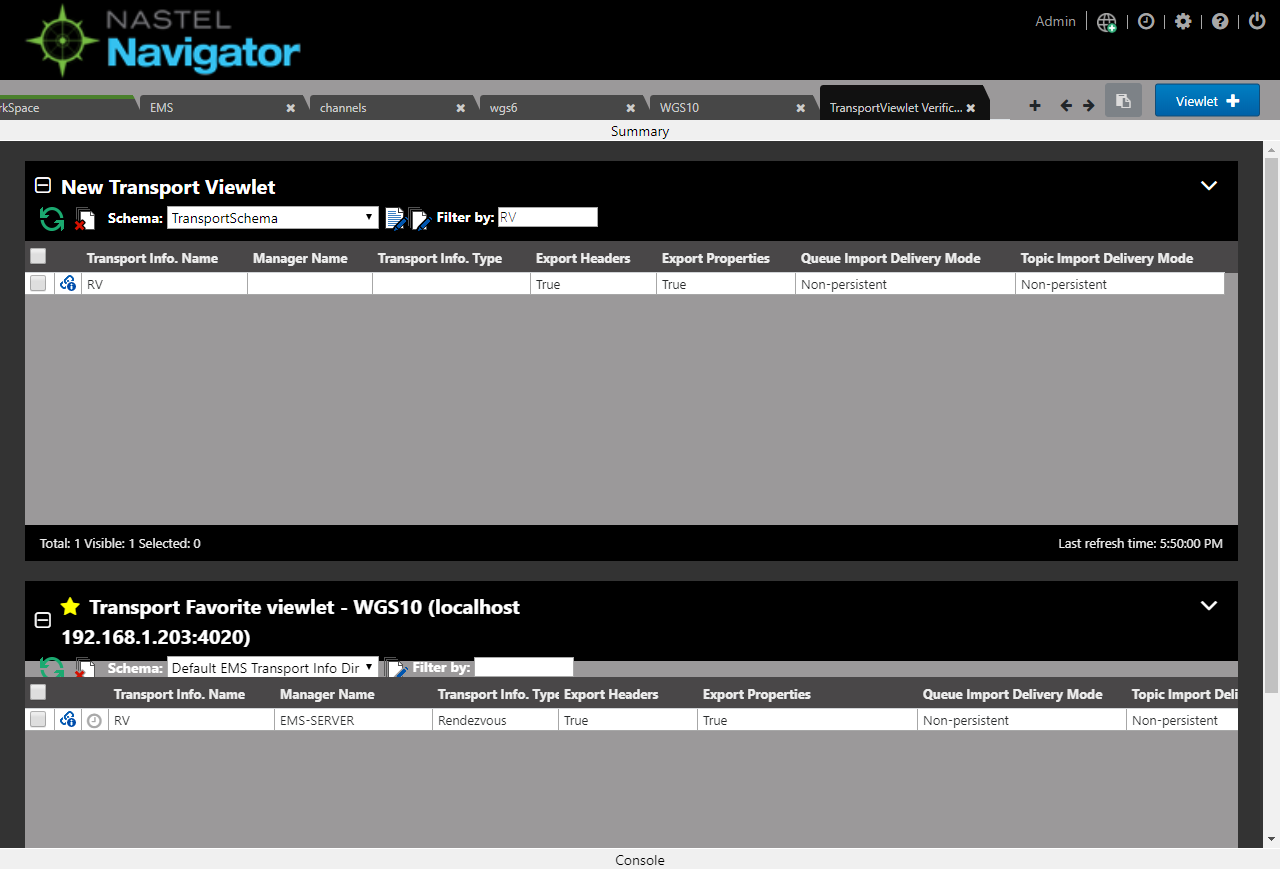 NASTEL
Navigator
Admin
rkSpace
EMS
channels
wgs6
WGS10
TransportViewlet Verific...
Viewlet
Summary
New Transport Viewlet
Schema: TransportSchema Filter by: RV
Transport Info. Name Manager Name Transport Info. Type Export Headers Export Properties Queue Import Delivery Mode Topic Import Delivery Mode
RV True True Non-persistent Non-persistent
Total: 1 Visible: 1 Selected: 0 Last refresh time: 5:50:00 PM
Transport Favorite viewlet - WGS10 (localhost
192.168.1.203:4020)
Schema: Default EMS Transport Info Dir Filter by:
Transport Info. Name Manager Name Transport Info. Type Export Headers Export Properties Queue Import Delivery Mode Topic Import Deli
RV EMS-SERVER Rendezvous True True Non-persistent Non-persistent
Console